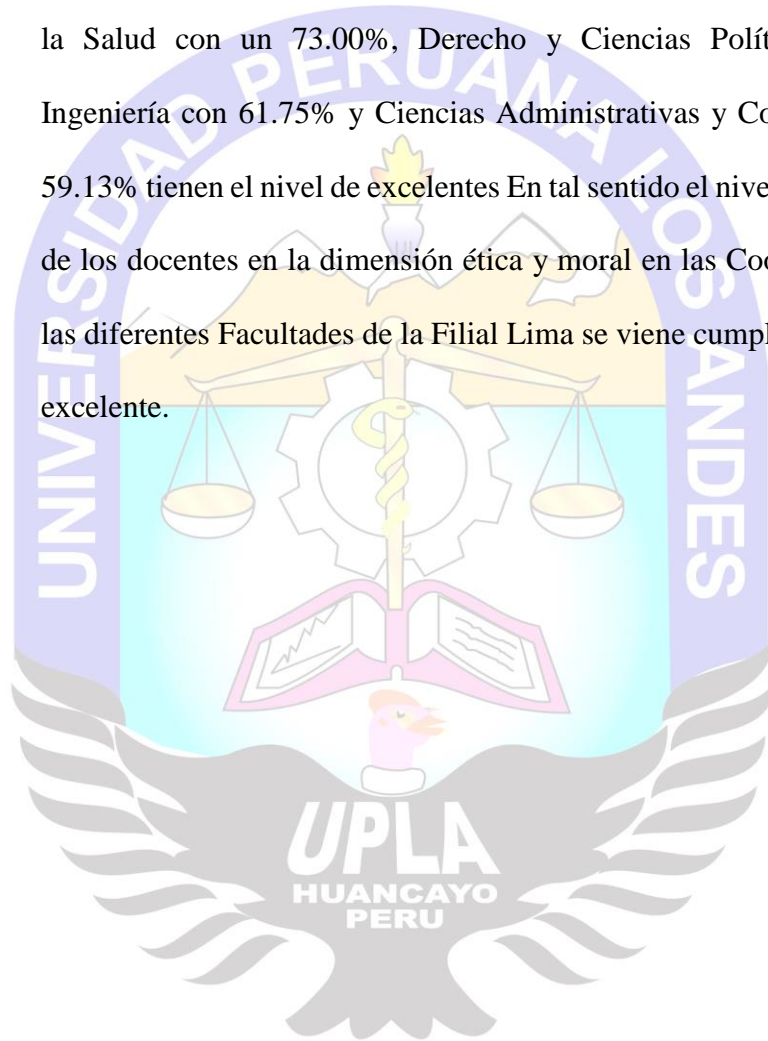 la Salud con un 73.00%, Derecho y Ciencias Polít
Ingeniería con 61.75% y Ciencias Administrativas y Co
59.13% tienen el nivel de excelentes En tal sentido el nive
de los docentes en la dimensión ética y moral en las Coo
las diferentes Facultades de la Filial Lima se viene cumpl
excelente.
UNIVERSIDAD PERUANA LOS ANDES
UPLA
HUANCAYO
PERU